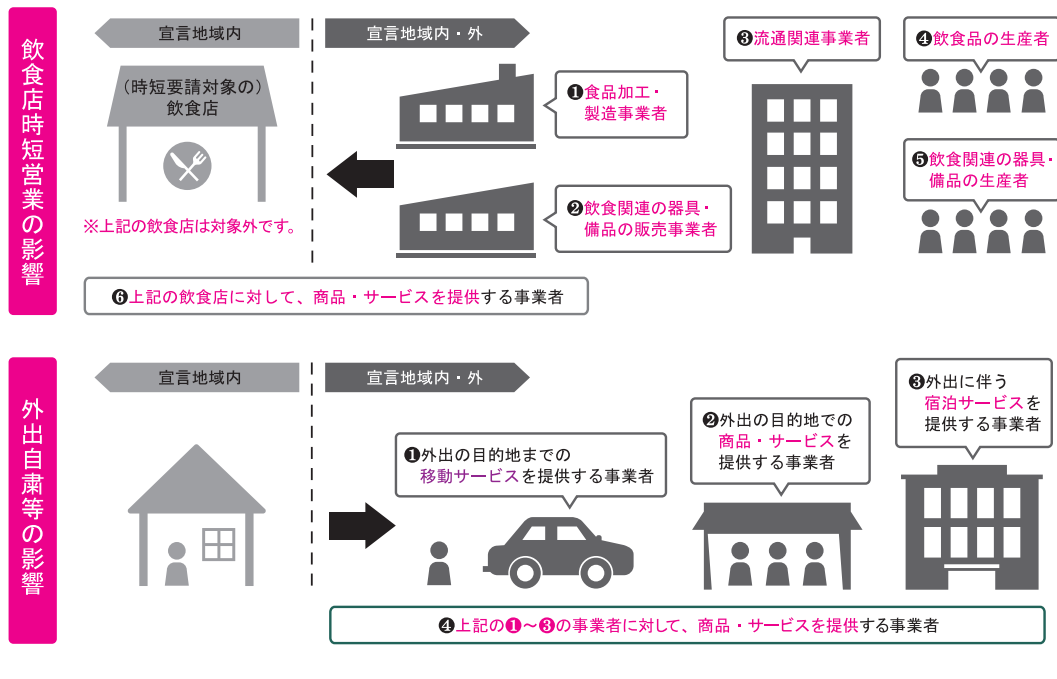 飲食店時短営業の影響
宣言地域内
宣言地域内・外
(時短要請対象の)
飲食店
※上記の飲食店は対象外です。
❶食品加工・
製造事業者
❷飲食関連の器具・
備品の販売事業者
❸流通関連事業者
❹飲食品の生産者
❺飲食関連の器具・
備品の生産者
❻上記の飲食店に対して、商品・サービスを提供する事業者
外出自粛等の影響
宣言地域内
宣言地域内・外
❶外出の目的地までの
移動サービスを提供する事業者
❷外出の目的地での
商品・サービスを
提供する事業者
❸外出に伴う
宿泊サービスを
提供する事業者
❹上記の❶～❸の事業者に対して、商品・サービスを提供する事業者